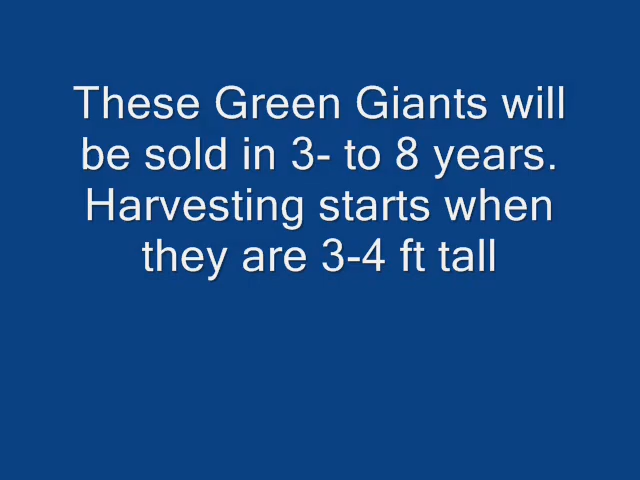 These Green Giants will
be sold in 3- to 8 years.
Harvesting starts when
they are 3-4 ft tall